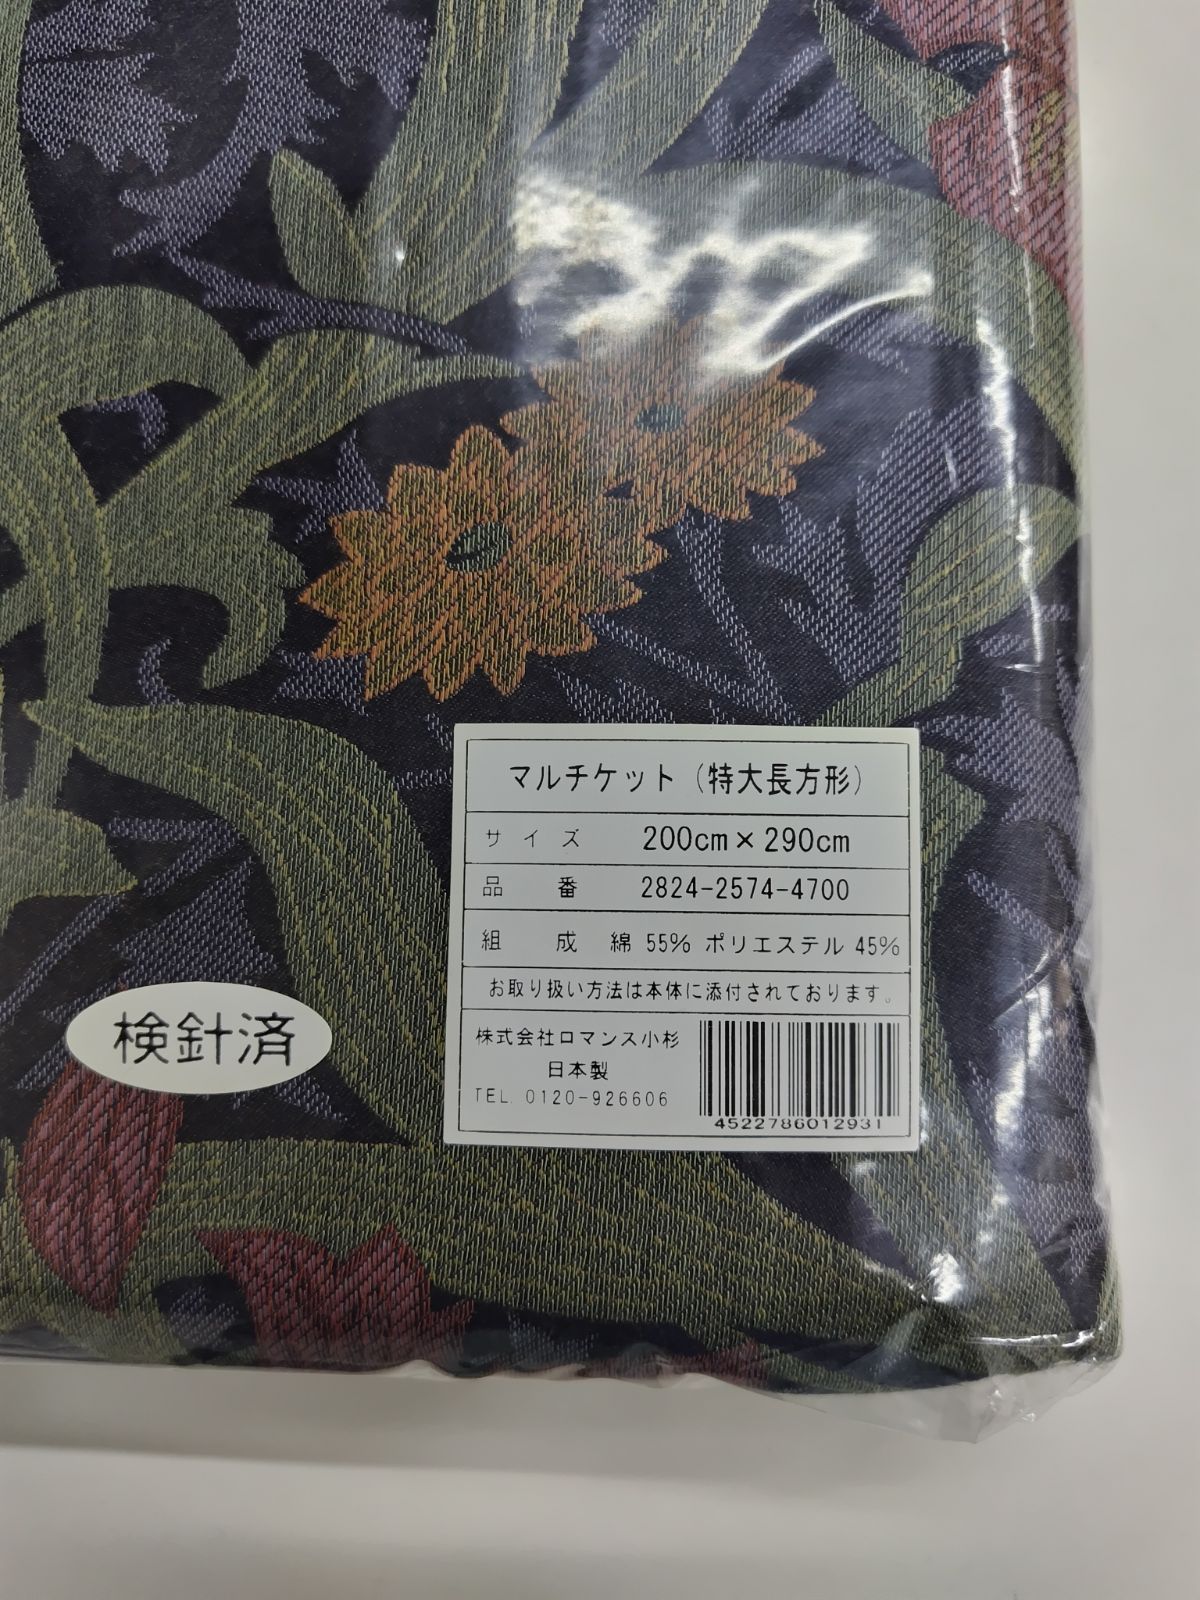 マルチケット（特大長方形）
サイズ 200cm×290cm
品番 2824-2574-4700
組成 綿 55% ポリエステル 45%
お取り扱い方法は本体に添付されております。
株式会社ロマンス小杉
日本製
TEL. 0120-926606
4522786012931
検針済